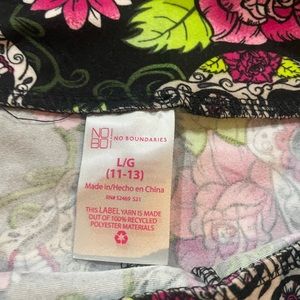 NO
BO
NO BOUNDARIES
L/G
(11-13)
Made in/Hecho en China
RN# 52469 S21
THIS LABEL YARN IS MADE
OUT OF 100% RECYCLED
POLYESTER MATERIALS